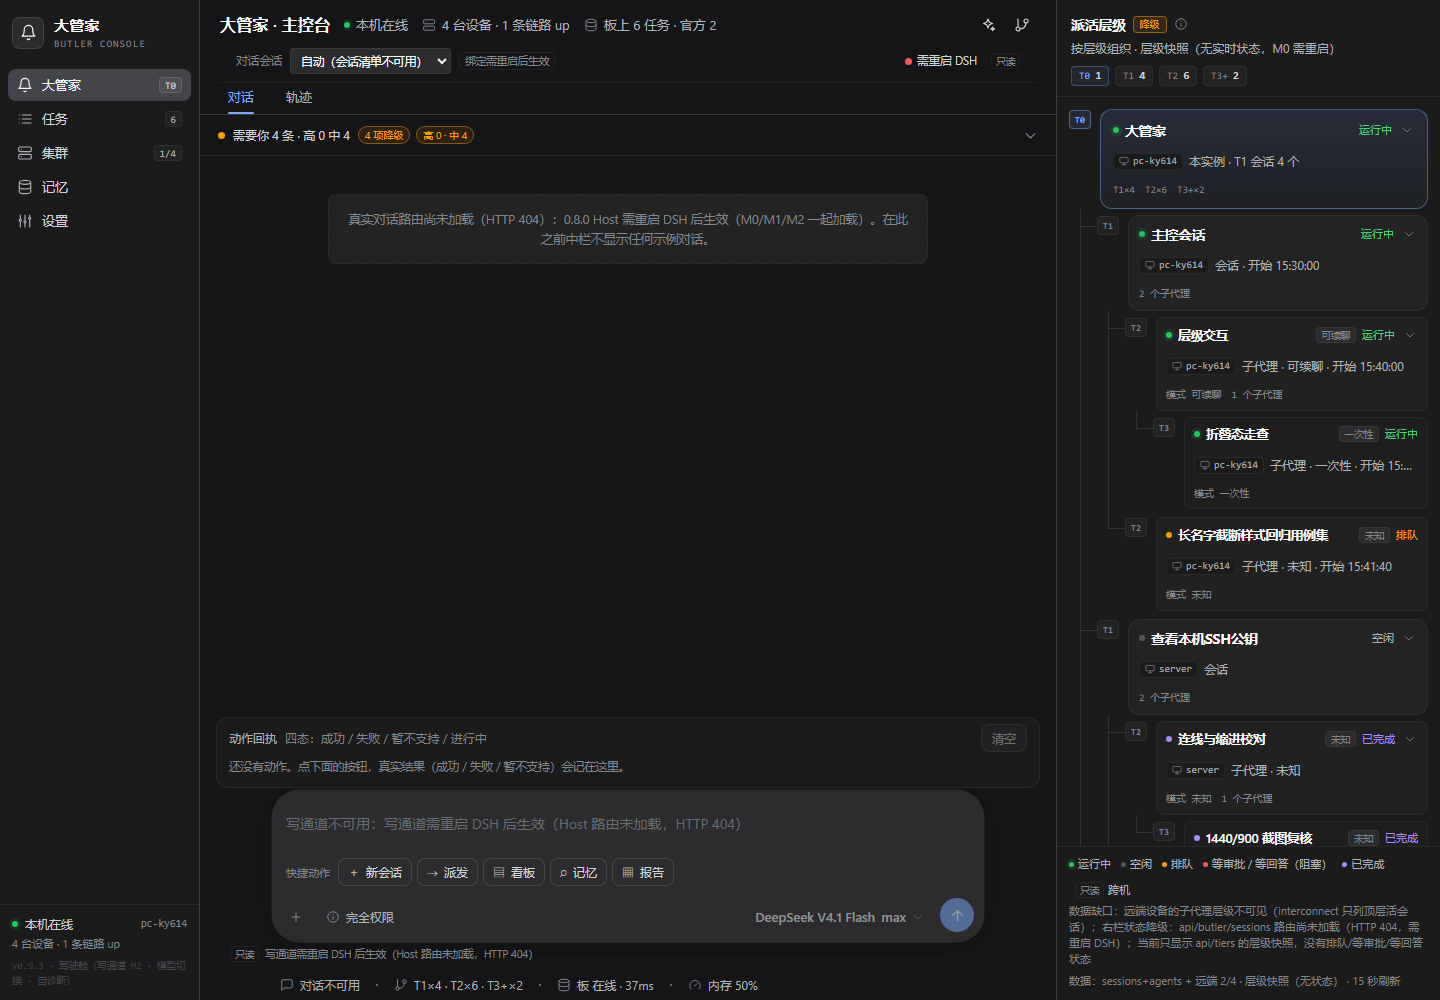 大管家
BUTLER CONSOLE
大管家 T0
任务 6
集群 1/4
记忆
设置
本机在线 pc-ky614
4 台设备 · 1 条链路 up
v0.9.3 · 驾驶舱（写通道 M2 · 模型切换 · 自诊断）
大管家 · 主控台 本机在线 4 台设备 · 1 条链路 up 板上 6 任务 · 官方 2
对话会话 自动（会话清单不可用） 绑定需重启后生效 需重启 DSH 只读
对话 轨迹
需要你 4 条 · 高 0 中 4 4 项降级 高 0 · 中 4
真实对话路由尚未加载（HTTP 404）：0.8.0 Host 需重启 DSH 后生效（M0/M1/M2 一起加载）。在此
之前中栏不显示任何示例对话。
动作回执 四态：成功 / 失败 / 暂不支持 / 进行中 清空
还没有动作。点下面的按钮，真实结果（成功 / 失败 / 暂不支持）会记在这里。
写通道不可用：写通道需重启 DSH 后生效（Host 路由未加载，HTTP 404）
快捷动作 + 新会话 派发 看板 记忆 报告
+ 完全权限 DeepSeek V4.1 Flash max
只读 写通道需重启 DSH 后生效（Host 路由未加载，HTTP 404）
对话不可用 · T1×4 · T2×6 · T3+×2 · 板 在线 · 37ms · 内存 50%
派活层级 降级
按层级组织 · 层级快照（无实时状态，M0 需重启）
T0 1 T1 4 T2 6 T3+ 2
T0 大管家 运行中
pc-ky614 本实例 · T1 会话 4 个
T1×4 T2×6 T3+×2
T1 主控会话 运行中
pc-ky614 会话 · 开始 15:30:00
2 个子代理
T2 层级交互 可续聊 运行中
pc-ky614 子代理 · 可续聊 · 开始 15:40:00
模式 可续聊 1 个子代理
T3 折叠态走查 一次性 运行中
pc-ky614 子代理 · 一次性 · 开始 15:...
模式 一次性
T2 长名字截断样式回归用例集 未知 排队
pc-ky614 子代理 · 未知 · 开始 15:41:40
模式 未知
T1 查看本机SSH公钥 空闲
server 会话
2 个子代理
T2 连线与缩进校对 未知 已完成
server 子代理 · 未知
模式 未知 1 个子代理
T3 1440/900 截图复核 未知 已完成
运行中 空闲 排队 等审批 / 等回答（阻塞） 已完成
只读 跨机
数据缺口：远端设备的子代理层级不可见（interconnect 只列顶层活会
话）；右栏状态降级：api/butler/sessions 路由尚未加载（HTTP 404，需
重启 DSH）；当前只显示 api/tiers 的层级快照，没有排队/等审批/等回答
状态
数据：sessions+agents + 远端 2/4 · 层级快照（无状态） · 15 秒刷新